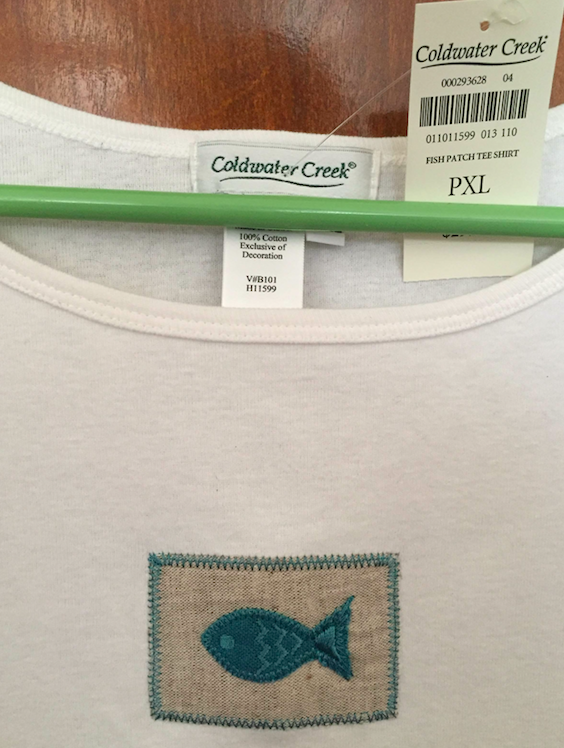 Coldwater Creek
000293628 04
011011599 013 110
FISH PATCH TEE SHIRT
PXL
Coldwater Creek®
100% Cotton
Exclusive of
Decoration
V#B101
H11599